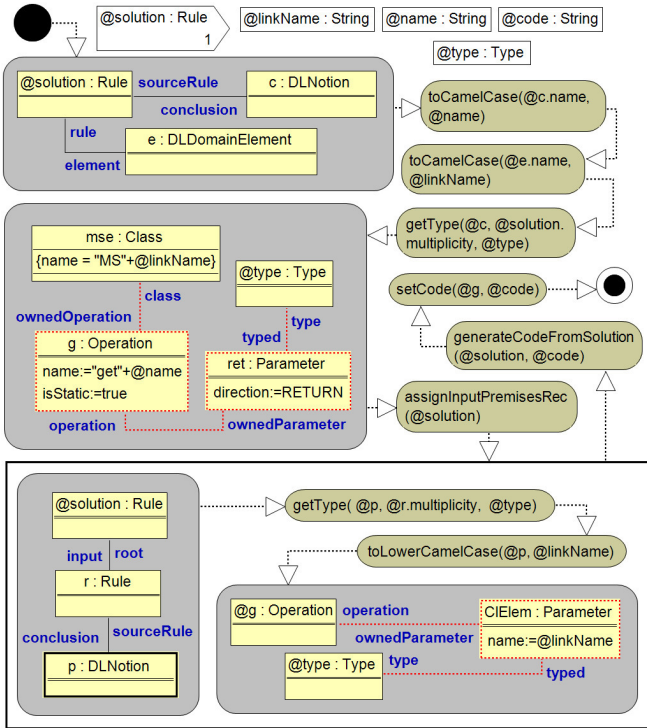 @solution : Rule
1
@linkName : String
@name : String
@code : String
@type : Type
@solution : Rule
sourceRule
c : DLNotion
conclusion
rule
e : DLDomainElement
element
toCamelCase(@c.name,
@name)
toCamelCase(@e.name,
@linkName)
getType(@c, @solution.
multiplicity, @type)
mse : Class
{name = "MS"+@linkName}
class
ownedOperation
@type : Type
type
typed
g : Operation
name:="get"+@name
isStatic:=true
operation
ret : Parameter
direction:=RETURN
ownedParameter
setCode(@g, @code)
generateCodeFromSolution
(@solution, @code)
assignInputPremisesRec
(@solution)
@solution : Rule
input
root
r : Rule
conclusion
sourceRule
p : DLNotion
getType( @p, @r.multiplicity, @type)
toLowerCamelCase(@p, @linkName)
@g : Operation
operation
ownedParameter
ClElem : Parameter
name:=@linkName
@type : Type
type
typed